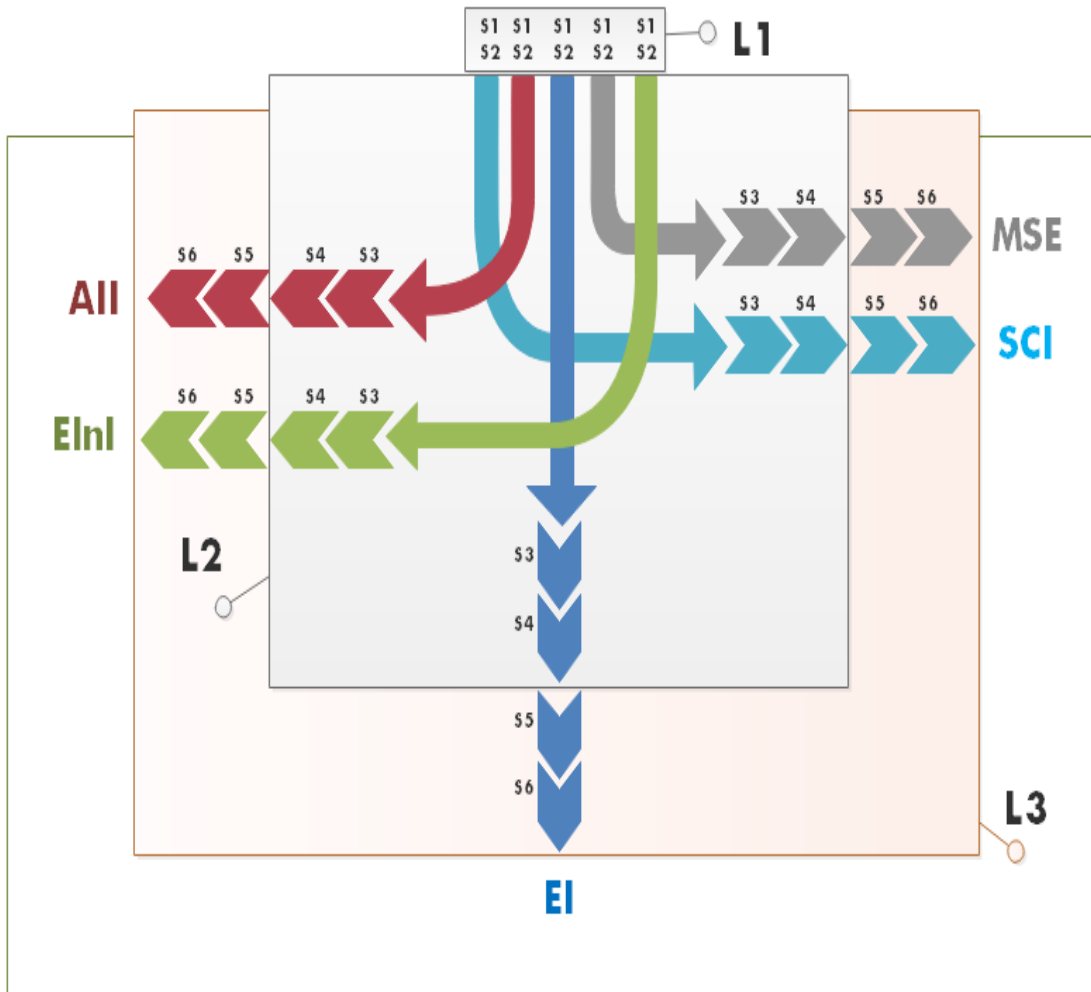 S1 S1 S1 S1 S1
S2 S2 S2 S2 S2
L1
S3 S4 S5 S6
MSE
S6 S5 S4 S3
AII
S3 S4 S5 S6
SCI
S6 S5 S4 S3
EInI
L2
S3
S4
S5
S6
L3
EI